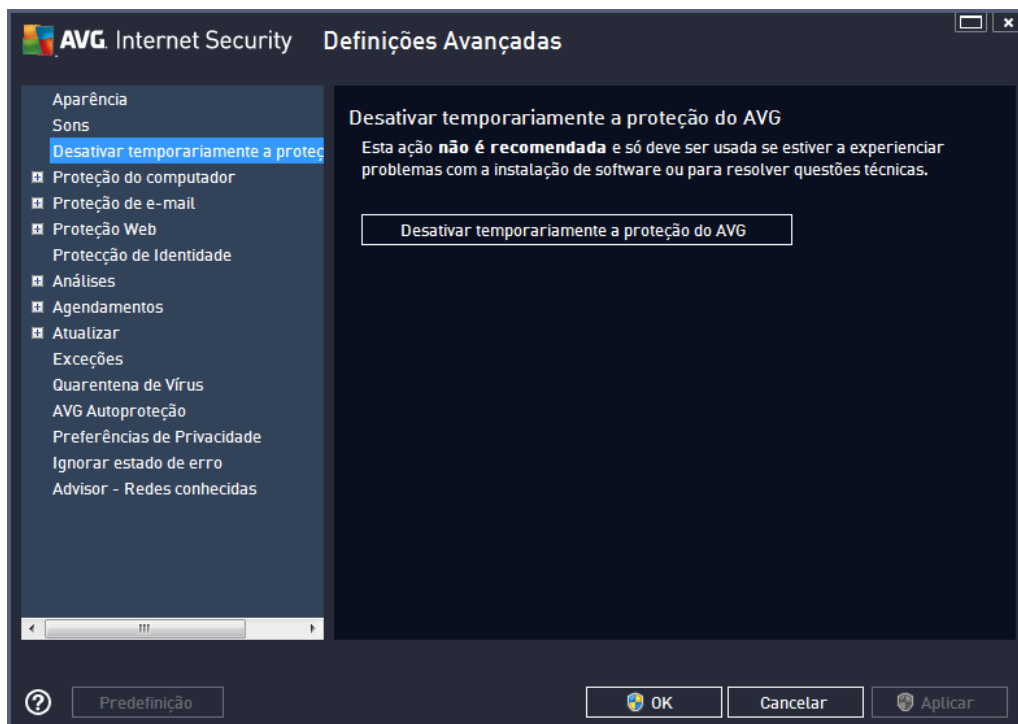 AVG. Internet Security Definições Avançadas
Aparência
Sons
Desativar temporariamente a proteç
Proteção do computador
Proteção de e-mail
Proteção Web
Protecção de Identidade
Análises
Agendamentos
Atualizar
Exceções
Quarentena de Vírus
AVG Autoproteção
Preferências de Privacidade
Ignorar estado de erro
Advisor - Redes conhecidas
Desativar temporariamente a proteção do AVG
Esta ação não é recomendada e só deve ser usada se estiver a experienciar
problemas com a instalação de software ou para resolver questões técnicas.
Desativar temporariamente a proteção do AVG
Predefinição
OK
Cancelar
Aplicar